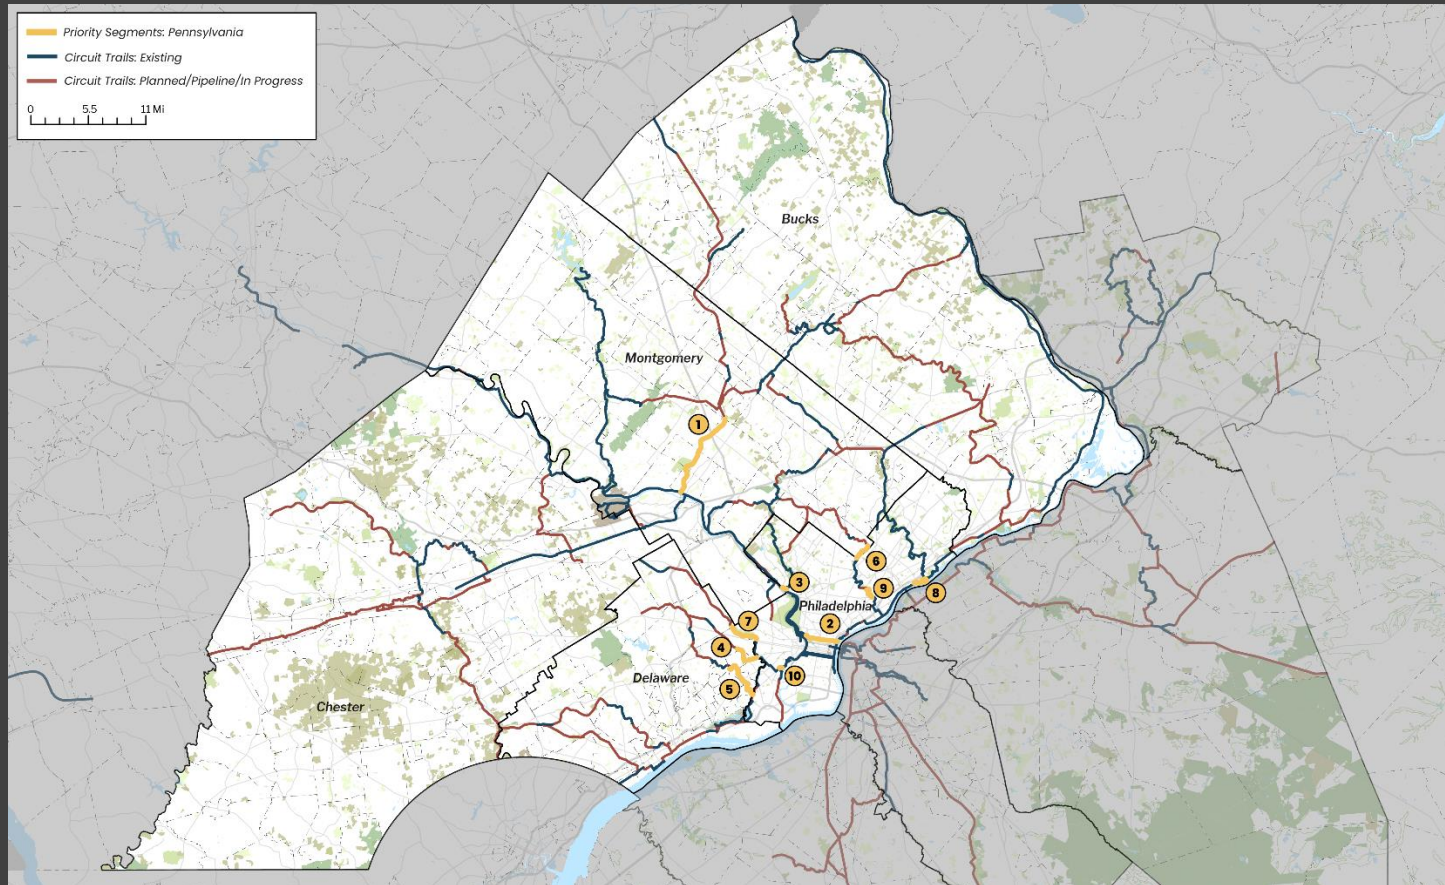 Priority Segments: Pennsylvania
Circuit Trails: Existing
Circuit Trails: Planned/Pipeline/In Progress
0 5.5 11 Mi
Bucks
Montgomery
1
6
3
9
8
Philadelphia
7
2
4
Delaware
10
5
Chester